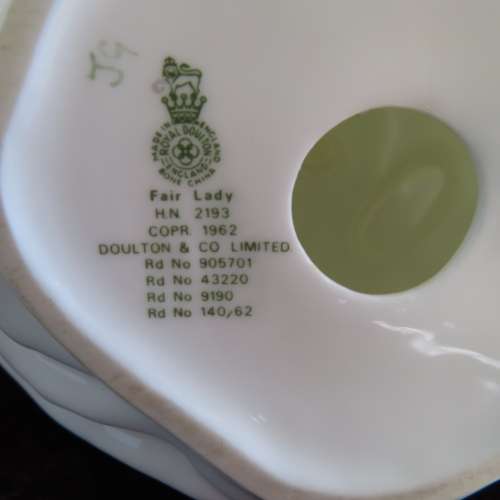 JG
MADE IN ENGLAND
ROYAL DOULTON
ENGLAND
BONE CHINA
Fair Lady
H.N. 2193
COPR. 1962
DOULTON & CO LIMITED
Rd No 905701
Rd No 43220
Rd No 9190
Rd No 140/62